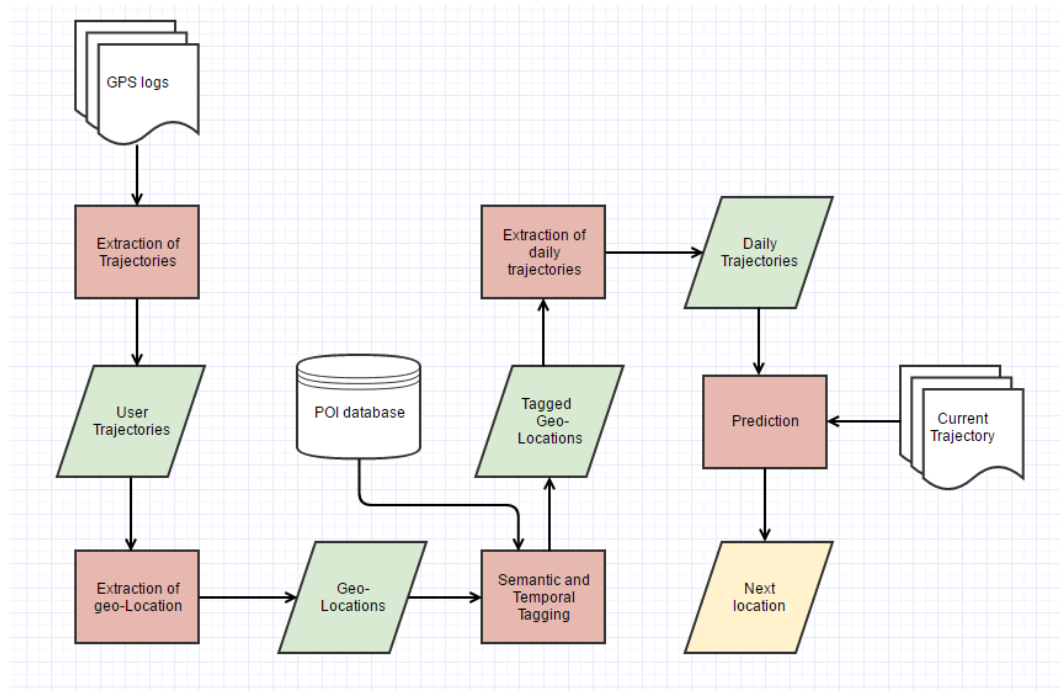 GPS logs
Extraction of
Trajectories
User
Trajectories
Extraction of
geo-Location
Geo-
Locations
POI database
Semantic and
Temporal
Tagging
Tagged
Geo-
Locations
Extraction of
daily
trajectories
Daily
Trajectories
Prediction
Current
Trajectory
Next
location